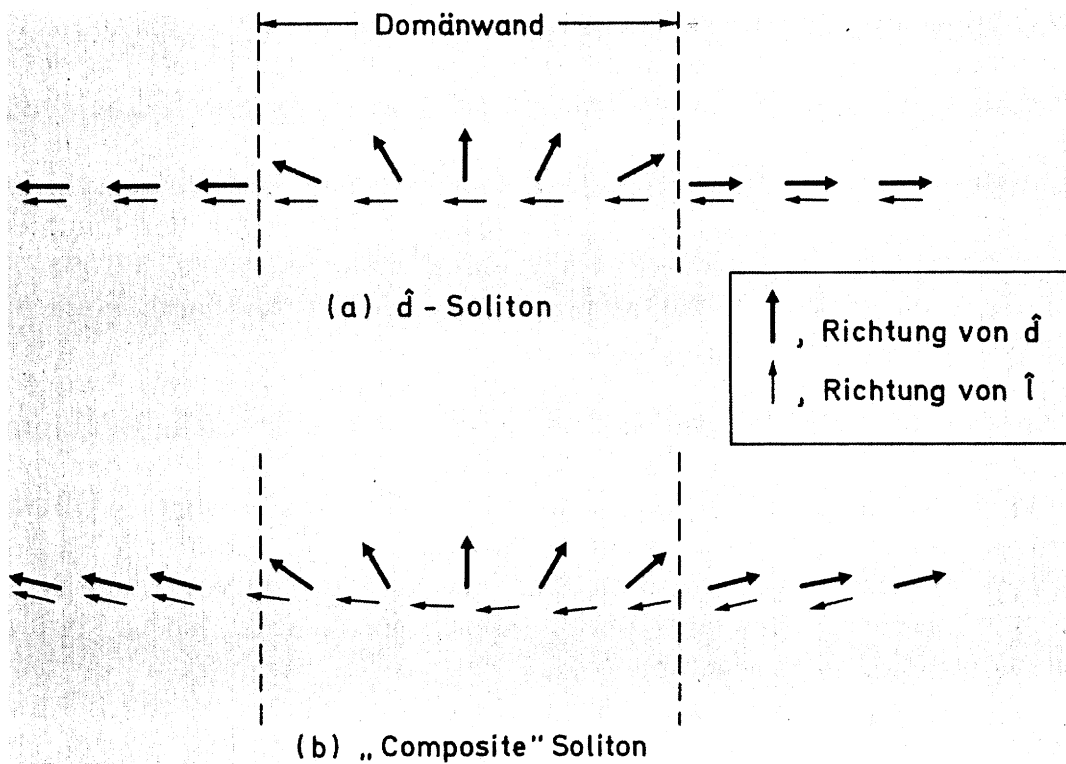 Domänwand
(a) d̂ - Soliton
, Richtung von d̂
, Richtung von l̂
(b) „Composite" Soliton